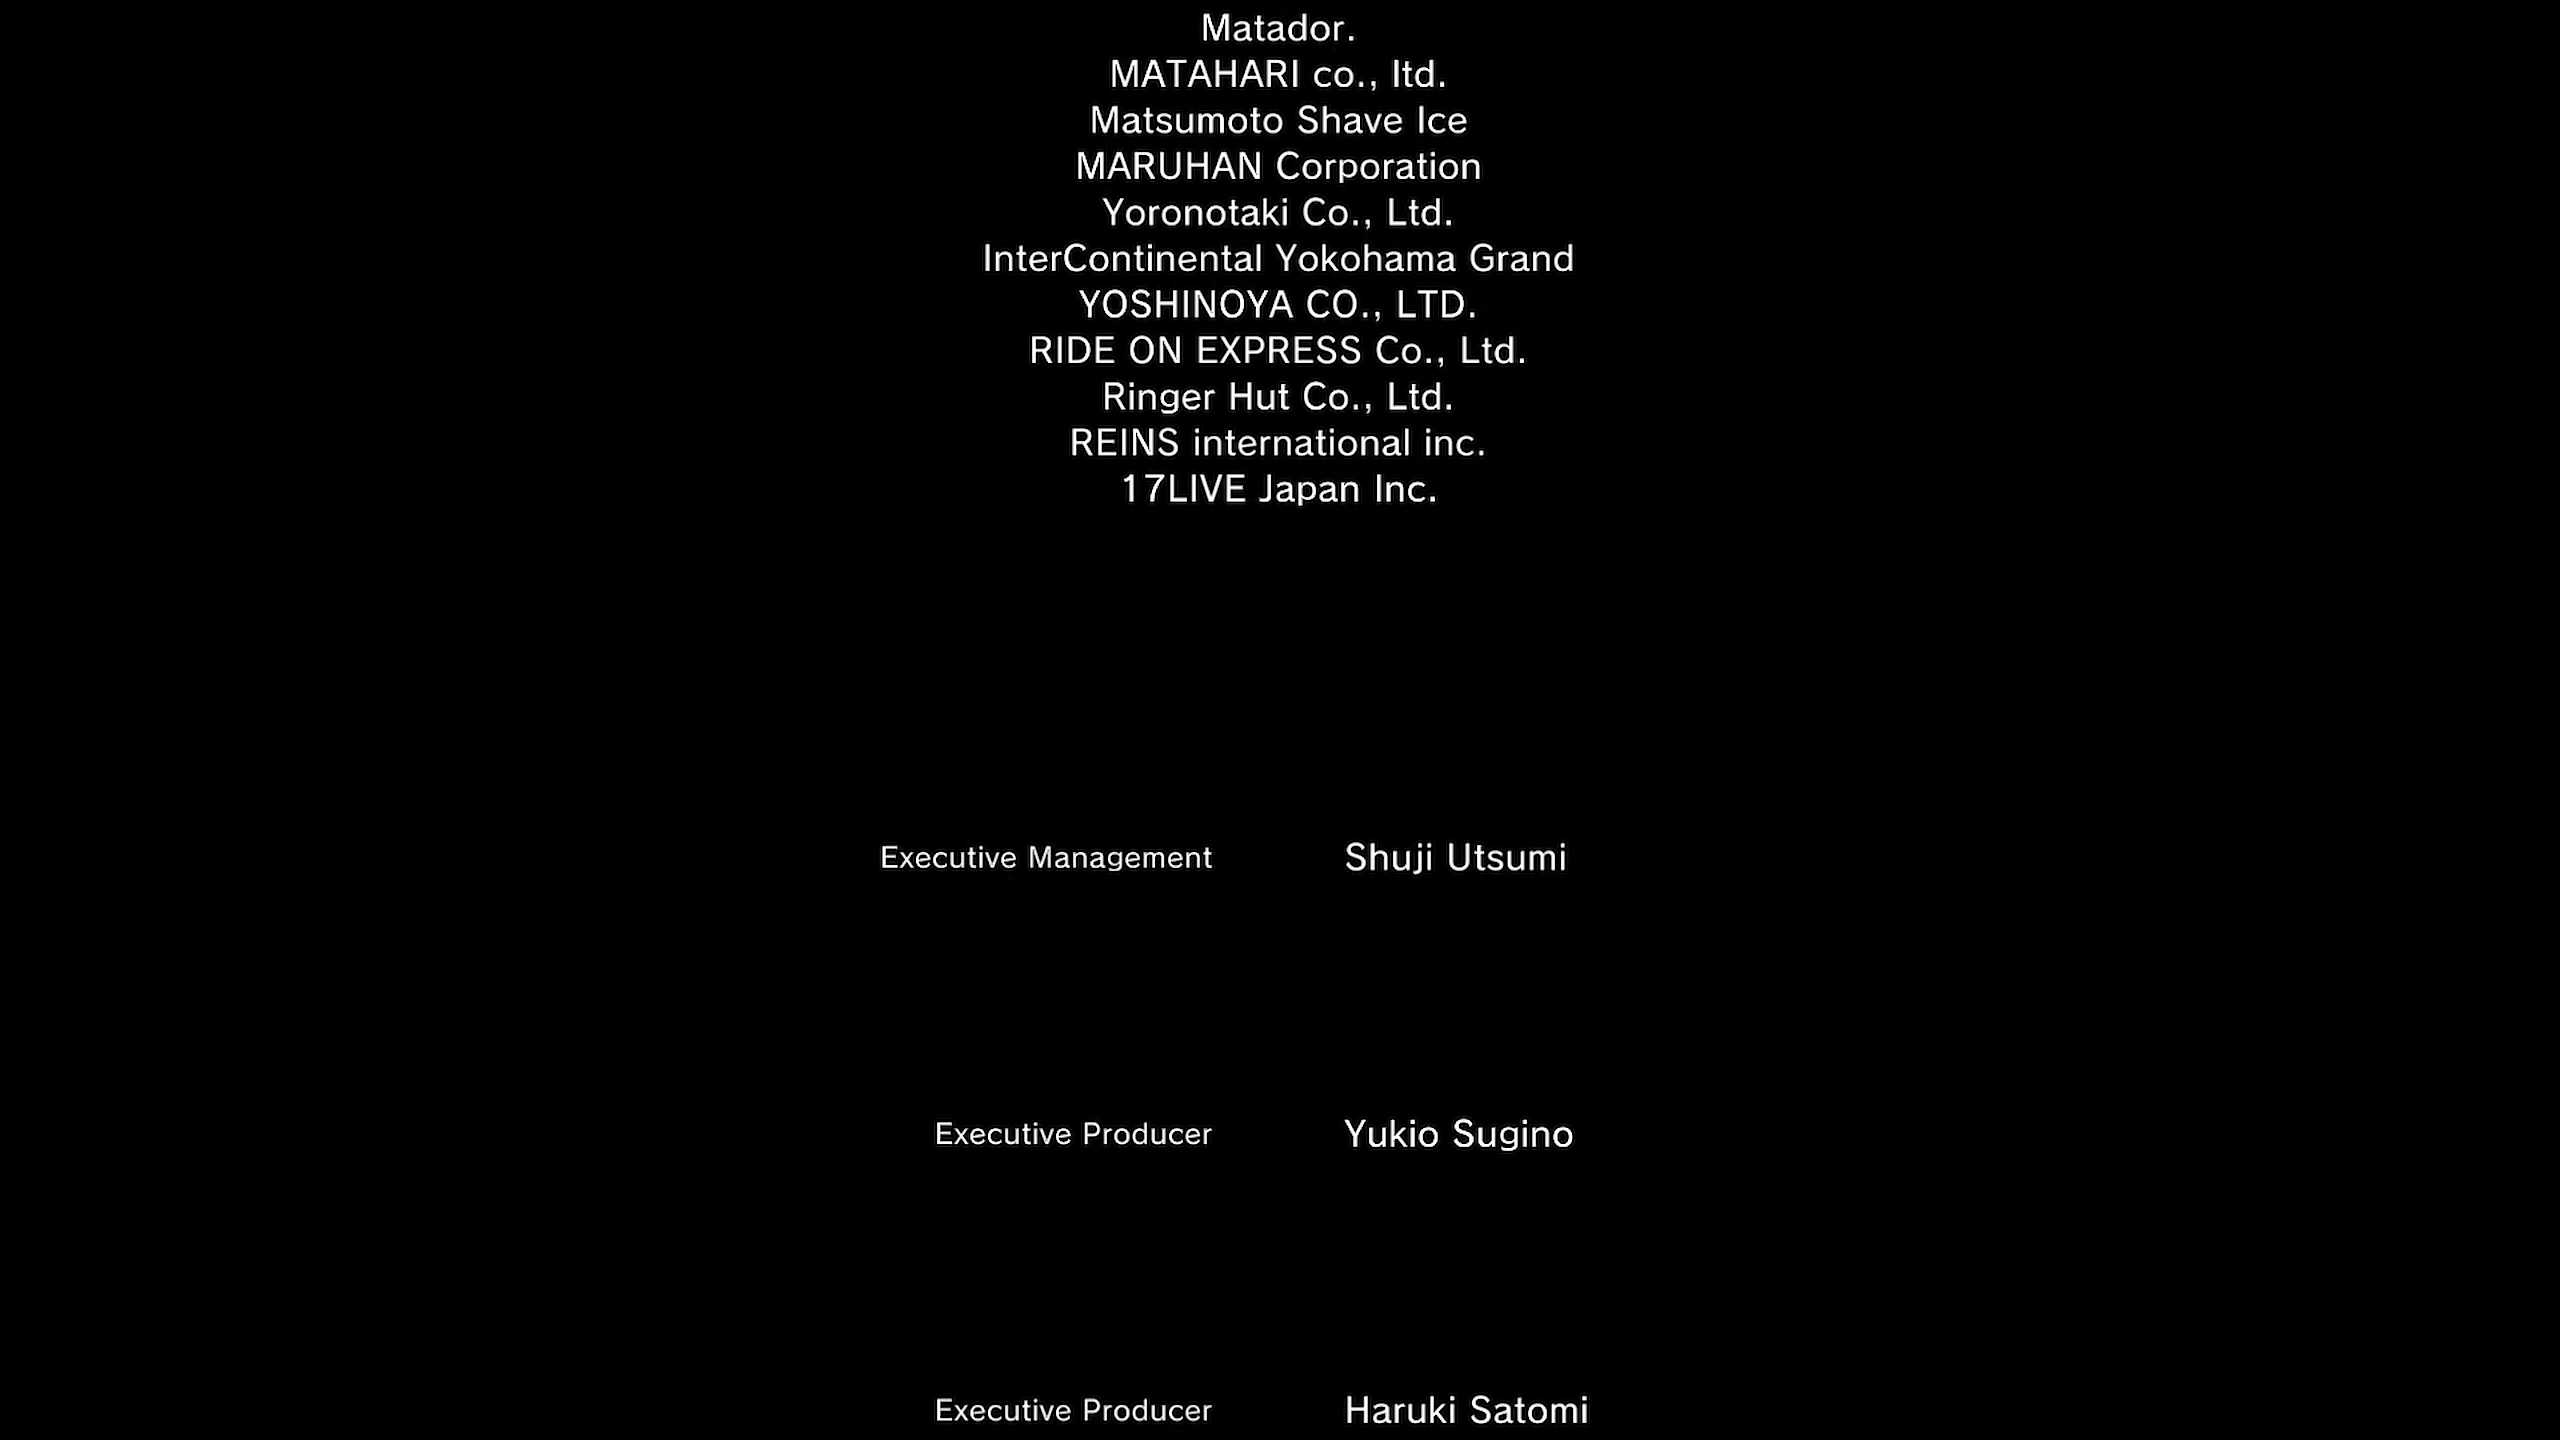 Matador.
MATAHARI co., ltd.
Matsumoto Shave Ice
MARUHAN Corporation
Yoronotaki Co., Ltd.
InterContinental Yokohama Grand
YOSHINOYA CO., LTD.
RIDE ON EXPRESS Co., Ltd.
Ringer Hut Co., Ltd.
REINS international inc.
17LIVE Japan Inc.
Executive Management Shuji Utsumi
Executive Producer Yukio Sugino
Executive Producer Haruki Satomi